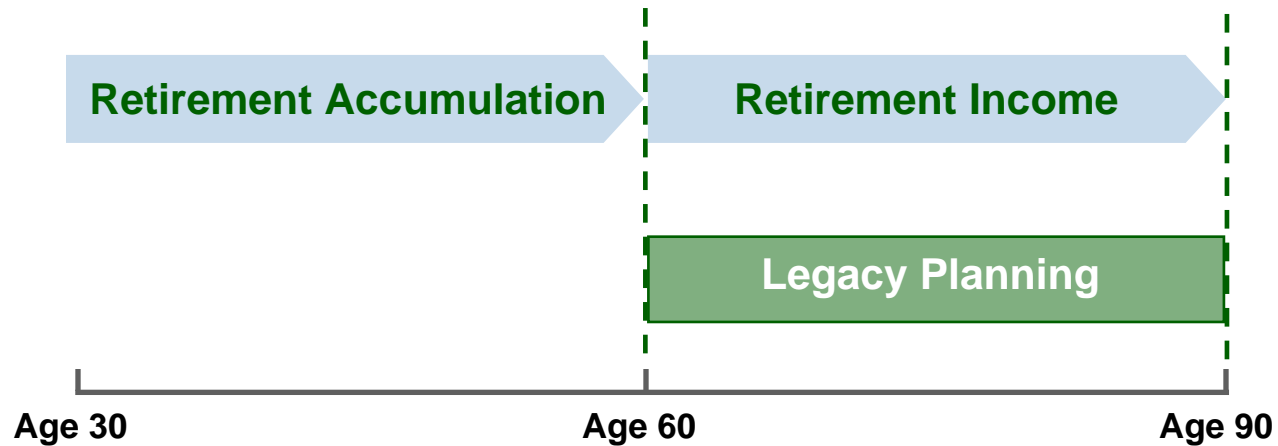 Retirement Accumulation
Retirement Income
Legacy Planning
Age 30
Age 60
Age 90